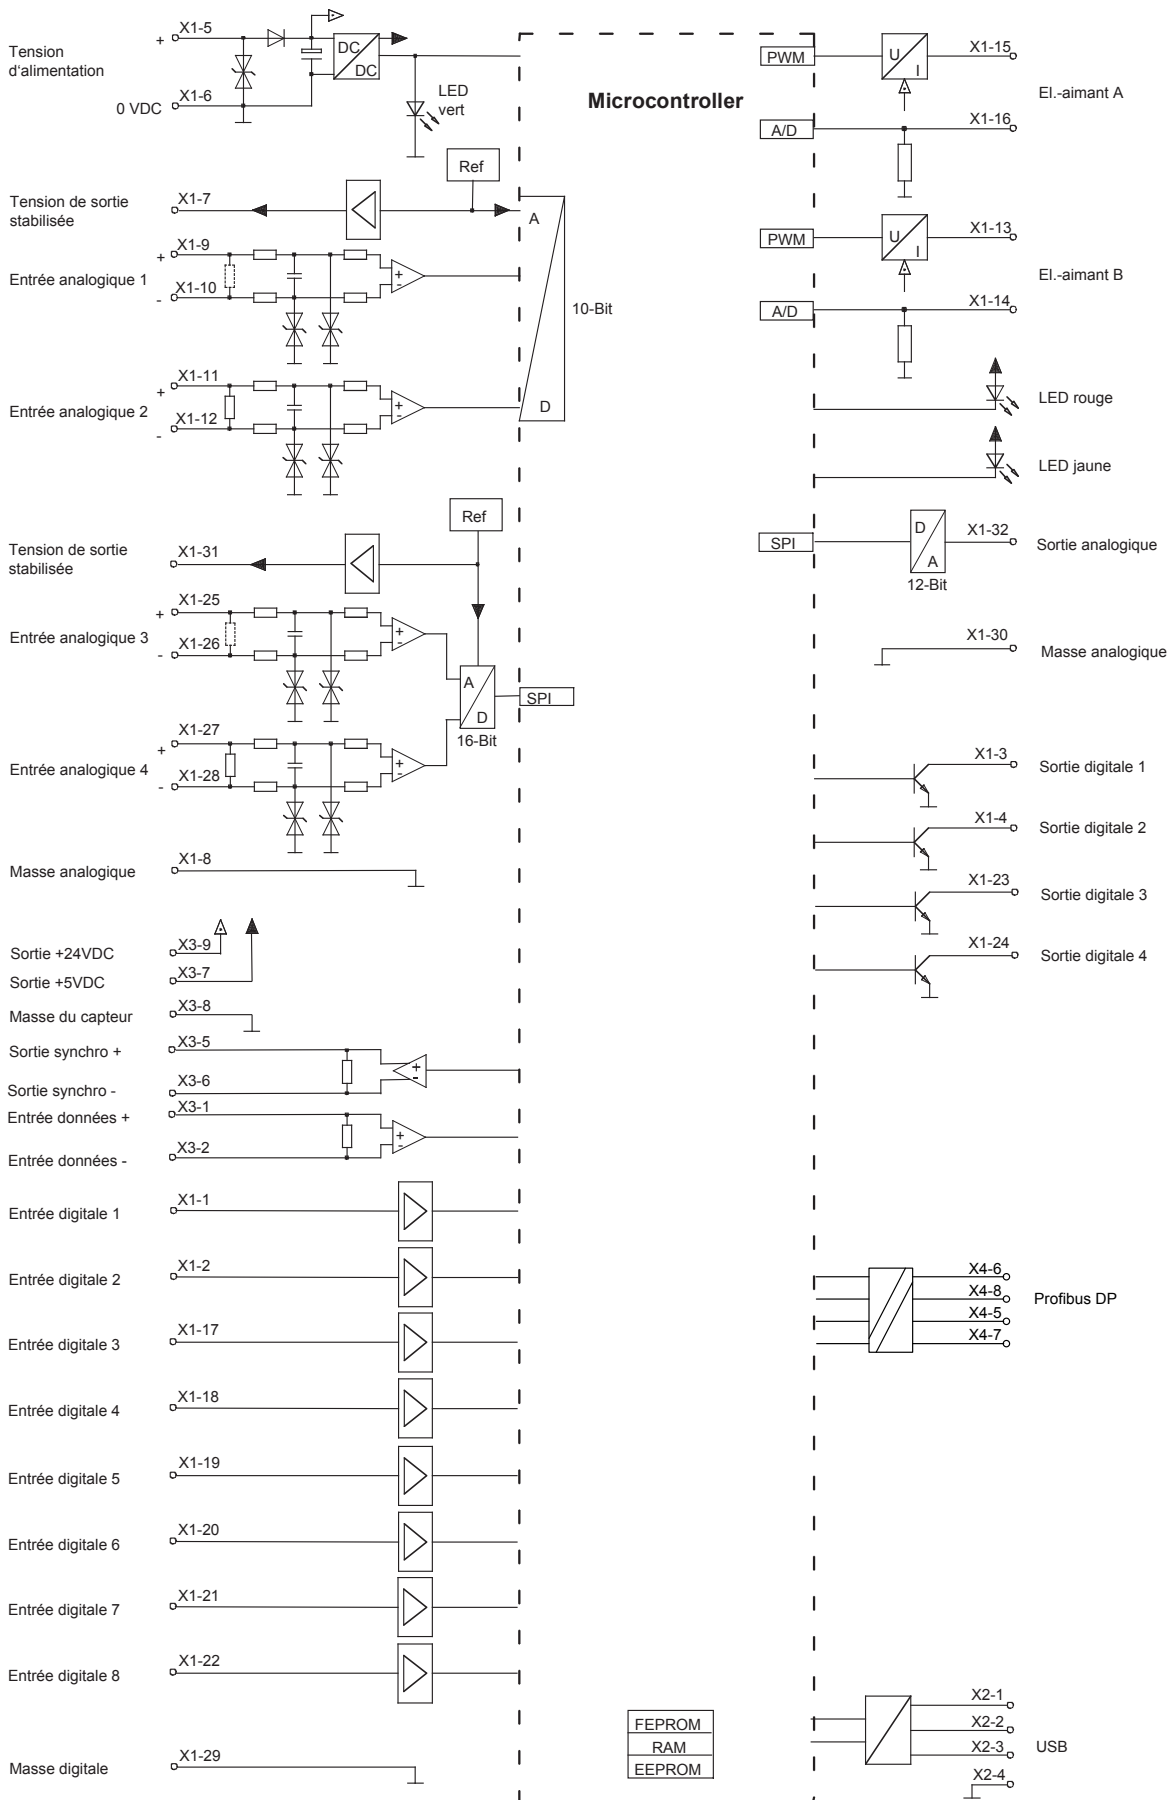 X1-5
+
Tension
d'alimentation
DC
DC
X1-6
0 VDC
LED
vert
Microcontroller
Ref
X1-7
Tension de sortie
stabilisée
A
X1-9
+
Entrée analogique 1
X1-10
-
+
-
10-Bit
X1-11
+
Entrée analogique 2
X1-12
-
+
-
D
Ref
X1-31
Tension de sortie
stabilisée
X1-25
+
Entrée analogique 3
X1-26
-
+
-
A
D
16-Bit
SPI
X1-27
+
Entrée analogique 4
X1-28
-
+
-
X1-8
Masse analogique
X3-9
Sortie +24VDC
X3-7
Sortie +5VDC
X3-8
Masse du capteur
X3-5
Sortie synchro +
+
-
X3-6
Sortie synchro -
X3-1
Entrée données +
+
-
X3-2
Entrée données -
X1-1
Entrée digitale 1
X1-2
Entrée digitale 2
X1-17
Entrée digitale 3
X1-18
Entrée digitale 4
X1-19
Entrée digitale 5
X1-20
Entrée digitale 6
X1-21
Entrée digitale 7
X1-22
Entrée digitale 8
X1-29
Masse digitale
FEPROM
RAM
EEPROM
PWM
U
I
X1-15
El.-aimant A
A/D
X1-16
PWM
U
I
X1-13
El.-aimant B
A/D
X1-14
LED rouge
LED jaune
SPI
D
A
12-Bit
X1-32
Sortie analogique
X1-30
Masse analogique
X1-3
Sortie digitale 1
X1-4
Sortie digitale 2
X1-23
Sortie digitale 3
X1-24
Sortie digitale 4
X4-6
X4-8
Profibus DP
X4-5
X4-7
X2-1
X2-2
X2-3
USB
X2-4